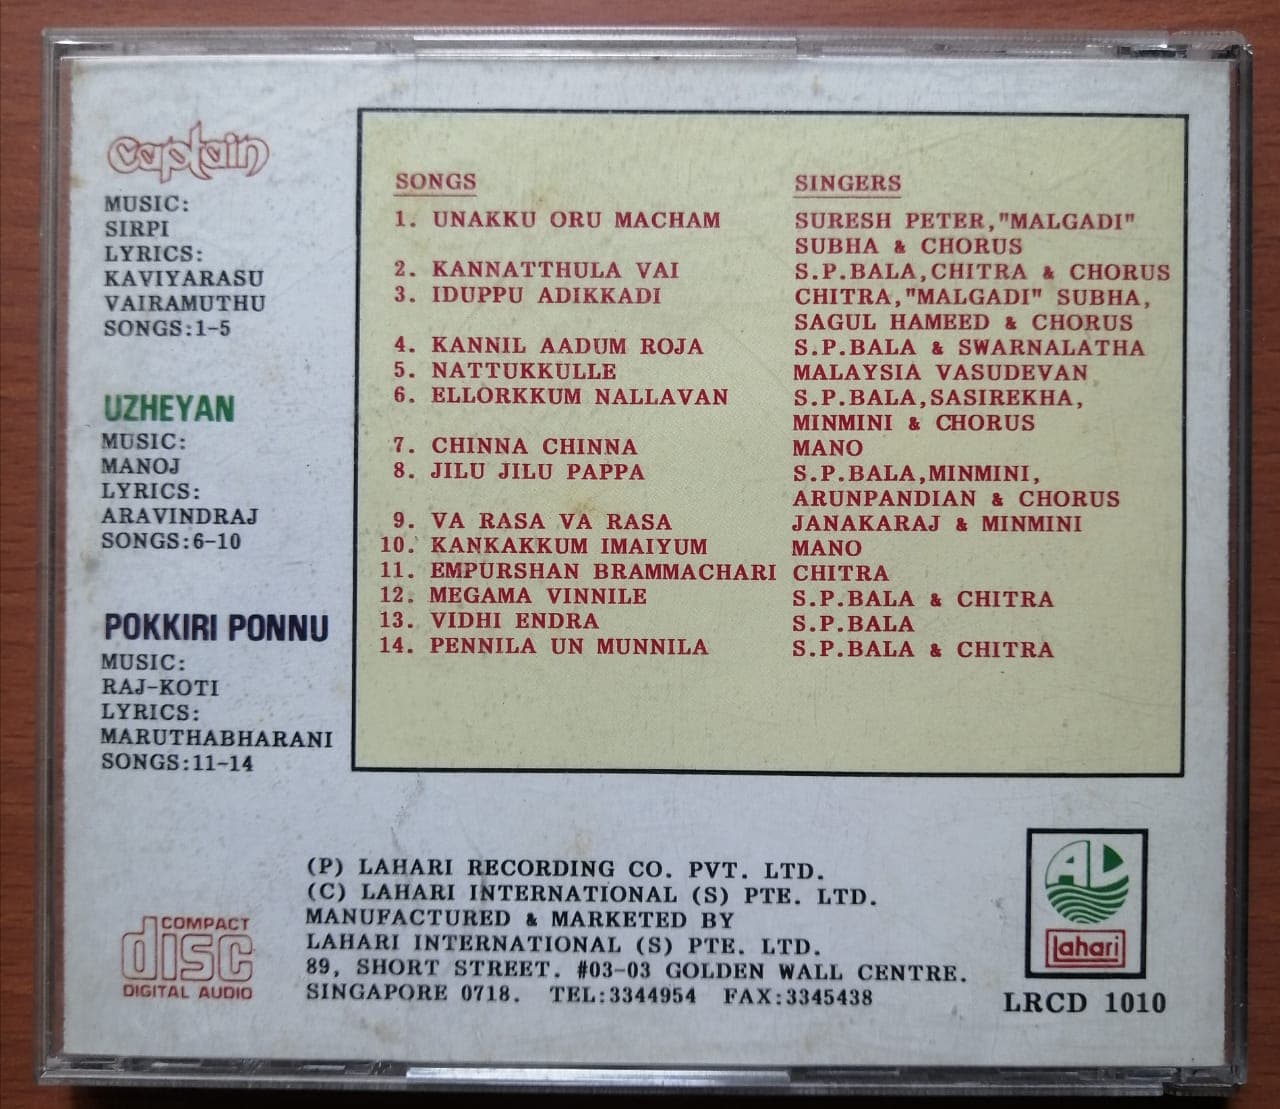 captain
MUSIC:
SIRPI
LYRICS:
KAVIYARASU
VAIRAMUTHU
SONGS:1-5
UZHEYAN
MUSIC:
MANOJ
LYRICS:
ARAVINDRAJ
SONGS:6-10
POKKIRI PONNU
MUSIC:
RAJ-KOTI
LYRICS:
MARUTHABHARANI
SONGS:11-14
SONGS SINGERS
1. UNAKKU ORU MACHAM SURESH PETER,"MALGADI"
SUBHA & CHORUS
2. KANNATTHULA VAI S.P.BALA,CHITRA & CHORUS
3. IDUPPU ADIKKADI CHITRA,"MALGADI" SUBHA,
SAGUL HAMEED & CHORUS
4. KANNIL AADUM ROJA S.P.BALA & SWARNALATHA
5. NATTUKKULLE MALAYSIA VASUDEVAN
6. ELLORKKUM NALLAVAN S.P.BALA,SASIREKHA,
MINMINI & CHORUS
7. CHINNA CHINNA MANO
8. JILU JILU PAPPA S.P.BALA,MINMINI,
ARUNPANDIAN & CHORUS
9. VA RASA VA RASA JANAKARAJ & MINMINI
10. KANKAKKUM IMAIYUM MANO
11. EMPURSHAN BRAMMACHARI CHITRA
12. MEGAMA VINNILE S.P.BALA & CHITRA
13. VIDHI ENDRA S.P.BALA
14. PENNILA UN MUNNILA S.P.BALA & CHITRA
(P) LAHARI RECORDING CO. PVT. LTD.
(C) LAHARI INTERNATIONAL (S) PTE. LTD.
MANUFACTURED & MARKETED BY
LAHARI INTERNATIONAL (S) PTE. LTD.
89, SHORT STREET. #03-03 GOLDEN WALL CENTRE.
SINGAPORE 0718. TEL:3344954 FAX:3345438
COMPACT
disc
DIGITAL AUDIO
lahari
LRCD 1010